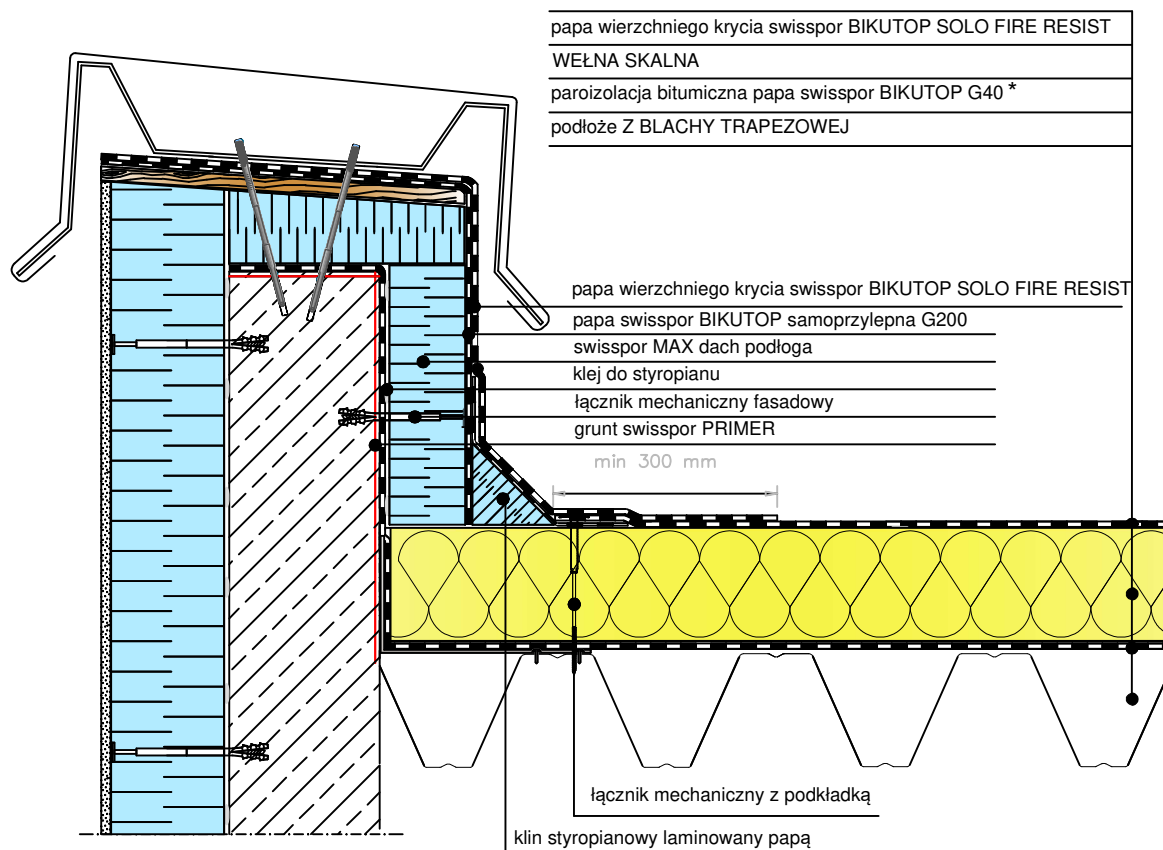 papa wierzchniego krycia swisspor BIKUTOP SOLO FIRE RESIST
WEŁNA SKALNA
paroizolacja bitumiczna papa swisspor BIKUTOP G40 *
podłoże Z BLACHY TRAPEZOWEJ
papa wierzchniego krycia swisspor BIKUTOP SOLO FIRE RESIST
papa swisspor BIKUTOP samoprzylepna G200
swisspor MAX dach podłoga
klej do styropianu
łącznik mechaniczny fasadowy
grunt swisspor PRIMER
min 300 mm
łącznik mechaniczny z podkładką
klin styropianowy laminowany papą